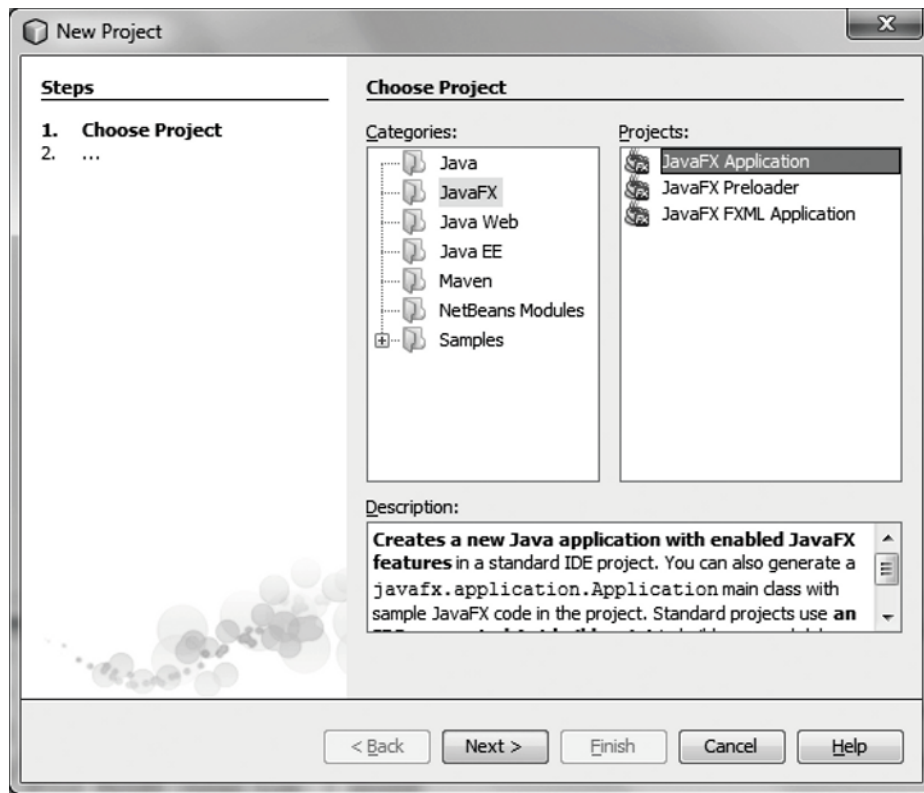 New Project
Steps
1. Choose Project
2. ...
Choose Project
Categories:
Java
JavaFX
Java Web
Java EE
Maven
NetBeans Modules
Samples
Projects:
JavaFX Application
JavaFX Preloader
JavaFX FXML Application
Description:
Creates a new Java application with enabled JavaFX
features in a standard IDE project. You can also generate a
javafx.application.Application main class with
sample JavaFX code in the project. Standard projects use an
< Back
Next >
Finish
Cancel
Help